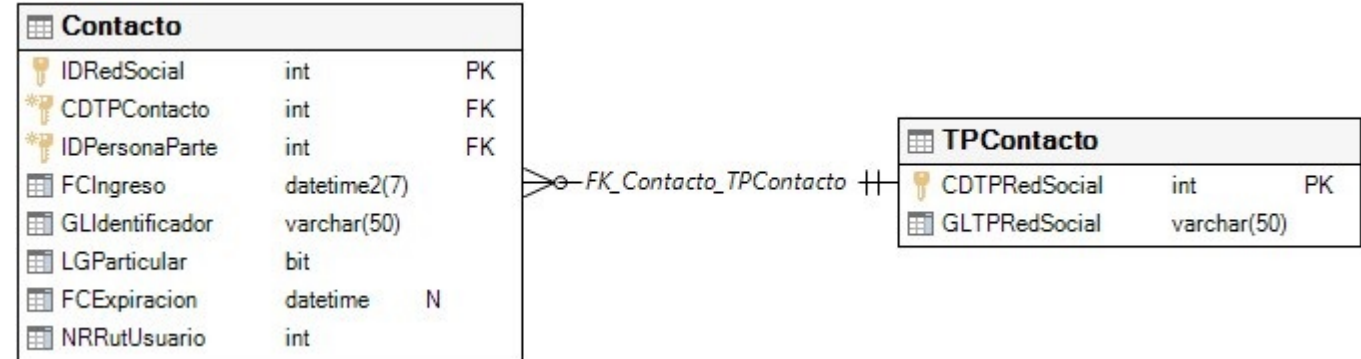 Contacto
IDRedSocial int PK
CDTPContacto int FK
IDPersonaParte int FK
FCIngreso datetime2(7)
GLIdentificador varchar(50)
LGParticular bit
FCExpiracion datetime N
NRRutUsuario int
FK_Contacto_TPContacto
TPContacto
CDTPRedSocial int PK
GLTPRedSocial varchar(50)